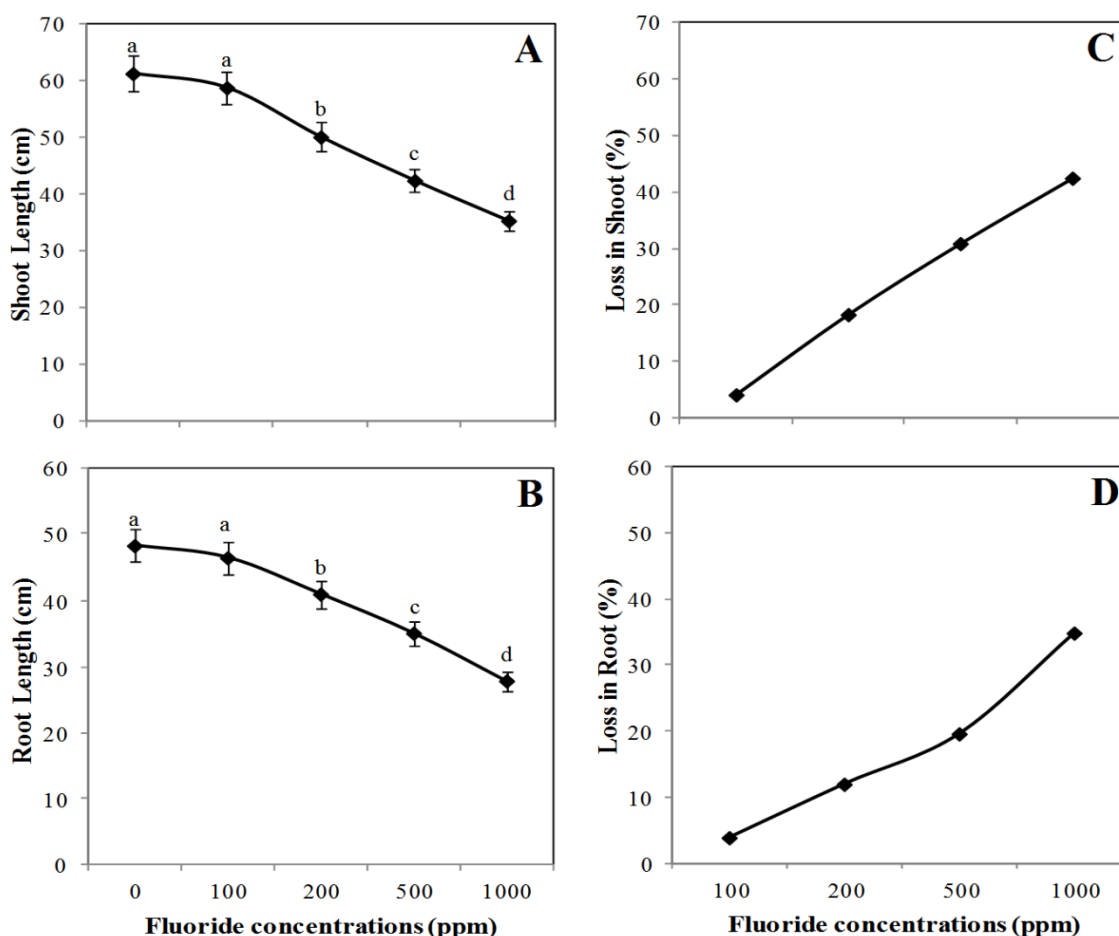 A
Shoot Length (cm)
70
60
50
40
30
20
10
0
a
a
b
c
d
C
Loss in Shoot (%)
70
60
50
40
30
20
10
0
B
Root Length (cm)
60
50
40
30
20
10
0
a
a
b
c
d
0 100 200 500 1000
Fluoride concentrations (ppm)
D
Loss in Root (%)
60
50
40
30
20
10
0
100 200 500 1000
Fluoride concentrations (ppm)